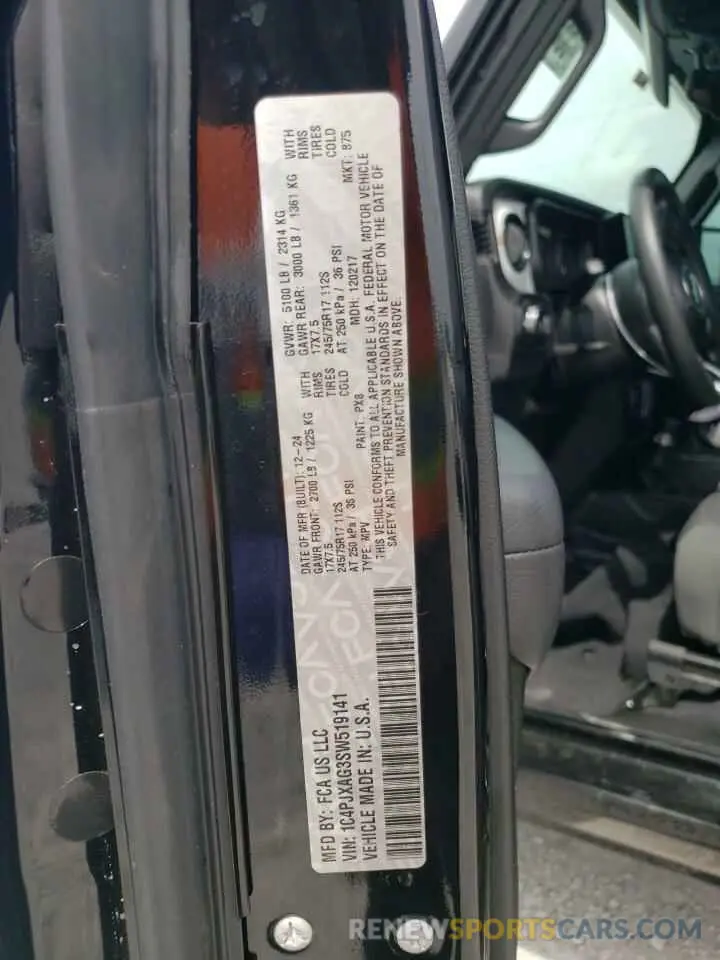 MFD BY: FCA US LLC
VIN: 1C4PJXAG3SW519141
VEHICLE MADE IN: U.S.A.
DATE OF MFR (BUILT): 12-24
GAWR FRONT: 2700 LB / 1225 KG WITH
17X7.5 RIMS
245/75R17 112S TIRES
AT 250 kPa / 36 PSI COLD
TYPE: MPV PAINT: PX8
GVWR: 5100 LB / 2314 KG
GAWR REAR: 3000 LB / 1361 KG WITH
17X7.5 RIMS
245/75R17 112S TIRES
AT 250 kPa / 36 PSI COLD
MDH: 120217 MKT: 875
THIS VEHICLE CONFORMS TO ALL APPLICABLE U.S.A. FEDERAL MOTOR VEHICLE
SAFETY AND THEFT PREVENTION STANDARDS IN EFFECT ON THE DATE OF
MANUFACTURE SHOWN ABOVE.
RENEWSPORTSCARS.COM